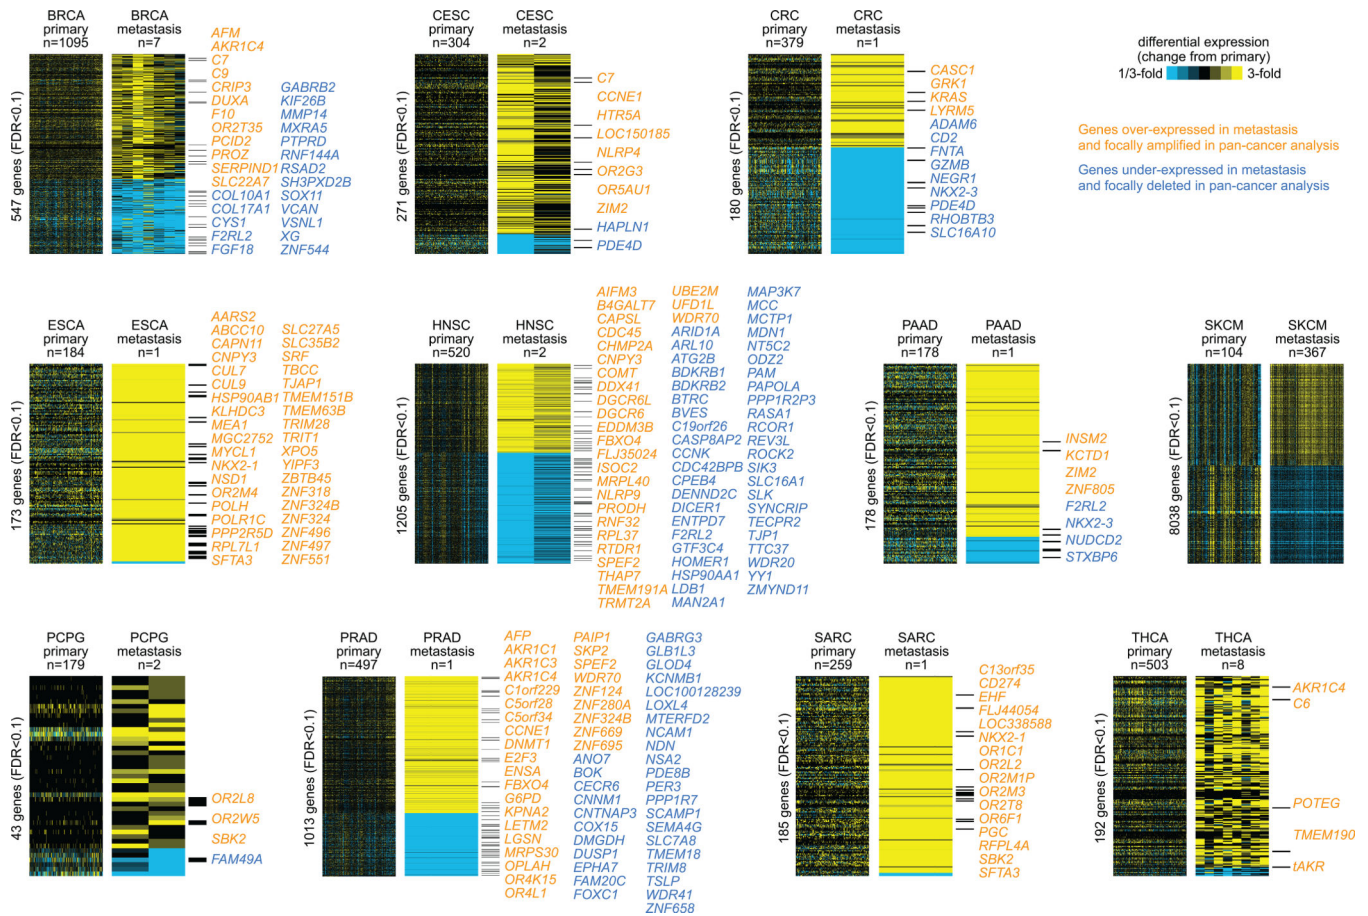 BRCA
primary
n=1095
BRCA
metastasis
n=7
547 genes (FDR<0.1)
AFM
AKR1C4
C7
C9
CRIP3
DUXA
F10
OR2T35
PCID2
PROZ
SERPIND1
SLC22A7
COL10A1
COL17A1
CYS1
F2RL2
FGF18
GABRB2
KIF26B
MMP14
MXRA5
PTPRD
RNF144A
RSAD2
SH3PXD2B
SOX11
VCAN
VSNL1
XG
ZNF544
CESC
primary
n=304
CESC
metastasis
n=2
271 genes (FDR<0.1)
C7
CCNE1
HTR5A
LOC150185
NLRP4
OR2G3
OR5AU1
ZIM2
HAPLN1
PDE4D
CRC
primary
n=379
CRC
metastasis
n=1
180 genes (FDR<0.1)
CASC1
GRK1
KRAS
LYRM5
ADAM6
CD2
FNTA
GZMB
NEGR1
NKX2-3
PDE4D
RHOBTB3
SLC16A10
differential expression
(change from primary)
1/3-fold
3-fold
Genes over-expressed in metastasis
and focally amplified in pan-cancer analysis
Genes under-expressed in metastasis
and focally deleted in pan-cancer analysis
ESCA
primary
n=184
ESCA
metastasis
n=1
173 genes (FDR<0.1)
AARS2
ABCC10
CAPN11
CNPY3
CUL7
CUL9
HSP90AB1
KLHDC3
MEA1
MGC2752
MYCL1
NKX2-1
NSD1
OR2M4
POLH
POLR1C
PPP2R5D
RPL7L1
SFTA3
SLC27A5
SLC35B2
SRF
TBCC
TJAP1
TMEM151B
TMEM63B
TRIM28
TRIT1
XPO5
YIPF3
ZBTB45
ZNF318
ZNF324B
ZNF324
ZNF496
ZNF497
ZNF551
HNSC
primary
n=520
HNSC
metastasis
n=2
1205 genes (FDR<0.1)
AIFM3
B4GALT7
CAPSL
CDC45
CHMP2A
CNPY3
COMT
DDX41
DGCR6L
DGCR6
EDDM3B
FBXO4
FLJ35024
ISOC2
MRPL40
NLRP9
PRODH
RNF32
RPL37
RTDR1
SPEF2
THAP7
TMEM191A
TRMT2A
UBE2M
UFD1L
WDR70
ARID1A
ARL10
ATG2B
BDKRB1
BDKRB2
BTRC
BVES
C19orf26
CASP8AP2
CCNK
CDC42BPB
CPEB4
DENND2C
DICER1
ENTPD7
F2RL2
GTF3C4
HOMER1
HSP90AA1
LDB1
MAN2A1
MAP3K7
MCC
MCTP1
MDN1
NT5C2
ODZ2
PAM
PAPOLA
PPP1R2P3
RASA1
RCOR1
REV3L
ROCK2
SIK3
SLC16A1
SLK
SYNCRIP
TECPR2
TJP1
TTC37
WDR20
YY1
ZMYND11
PAAD
primary
n=178
PAAD
metastasis
n=1
178 genes (FDR<0.1)
INSM2
KCTD1
ZIM2
ZNF805
F2RL2
NKX2-3
NUDCD2
STXBP6
SKCM
primary
n=104
SKCM
metastasis
n=367
8038 genes (FDR<0.1)
PCPG
primary
n=179
PCPG
metastasis
n=2
43 genes (FDR<0.1)
OR2L8
OR2W5
SBK2
FAM49A
PRAD
primary
n=497
PRAD
metastasis
n=1
1013 genes (FDR<0.1)
AFP
AKR1C1
AKR1C3
AKR1C4
C1orf229
C5orf28
C5orf34
CCNE1
DNMT1
E2F3
ENSA
FBXO4
G6PD
KPNA2
LETM2
LGSN
MRPS30
OPLAH
OR4K15
OR4L1
PAIP1
SKP2
SPEF2
WDR70
ZNF124
ZNF280A
ZNF324B
ZNF669
ZNF695
ANO7
BOK
CECR6
CNNM1
CNTNAP3
COX15
DMGDH
DUSP1
EPHA7
FAM20C
FOXC1
GABRG3
GLB1L3
GLOD4
KCNMB1
LOC100128239
LOXL4
MTERFD2
NCAM1
NDN
NSA2
PDE8B
PER3
PPP1R7
SCAMP1
SEMA4G
SLC7A8
TMEM18
TRIM8
TSLP
WDR41
ZNF658
SARC
primary
n=259
SARC
metastasis
n=1
185 genes (FDR<0.1)
C13orf35
CD274
EHF
FLJ44054
LOC338588
NKX2-1
OR1C1
OR2L2
OR2M1P
OR2M3
OR2T8
OR6F1
PGC
RFPL4A
SBK2
SFTA3
THCA
primary
n=503
THCA
metastasis
n=8
192 genes (FDR<0.1)
AKR1C4
C6
POTEG
TMEM190
tAKR